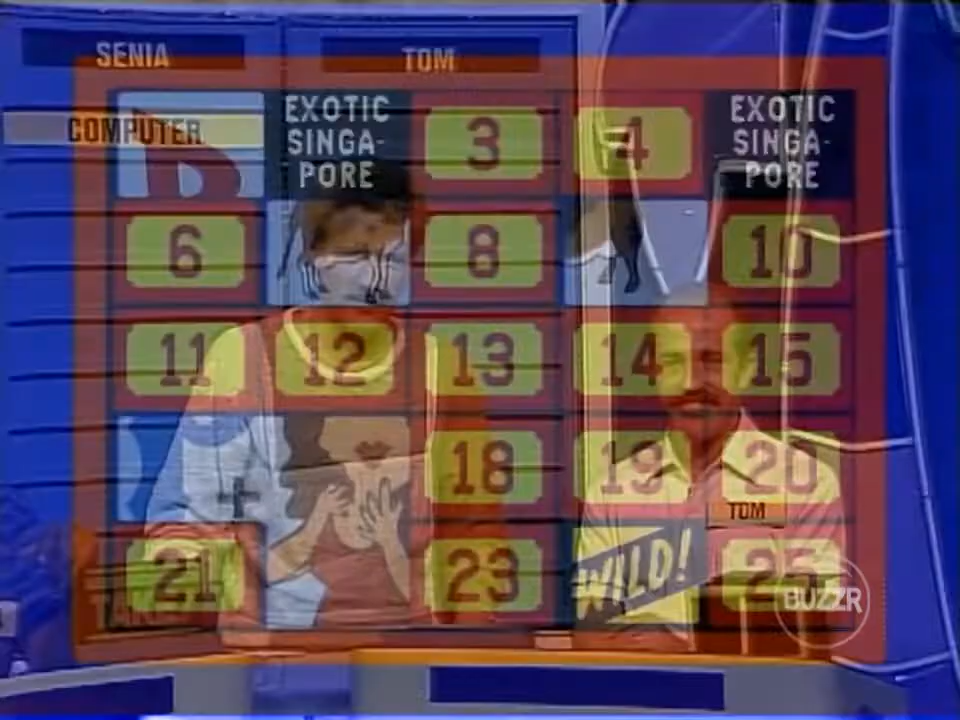 SENIA TOM
COMPUTER
EXOTIC SINGA- PORE 3 4 EXOTIC SINGA- PORE
6 8 10
11 12 13 14 15
+ 18 19 20
TOM
21 23 WILD! 25
BUZZR